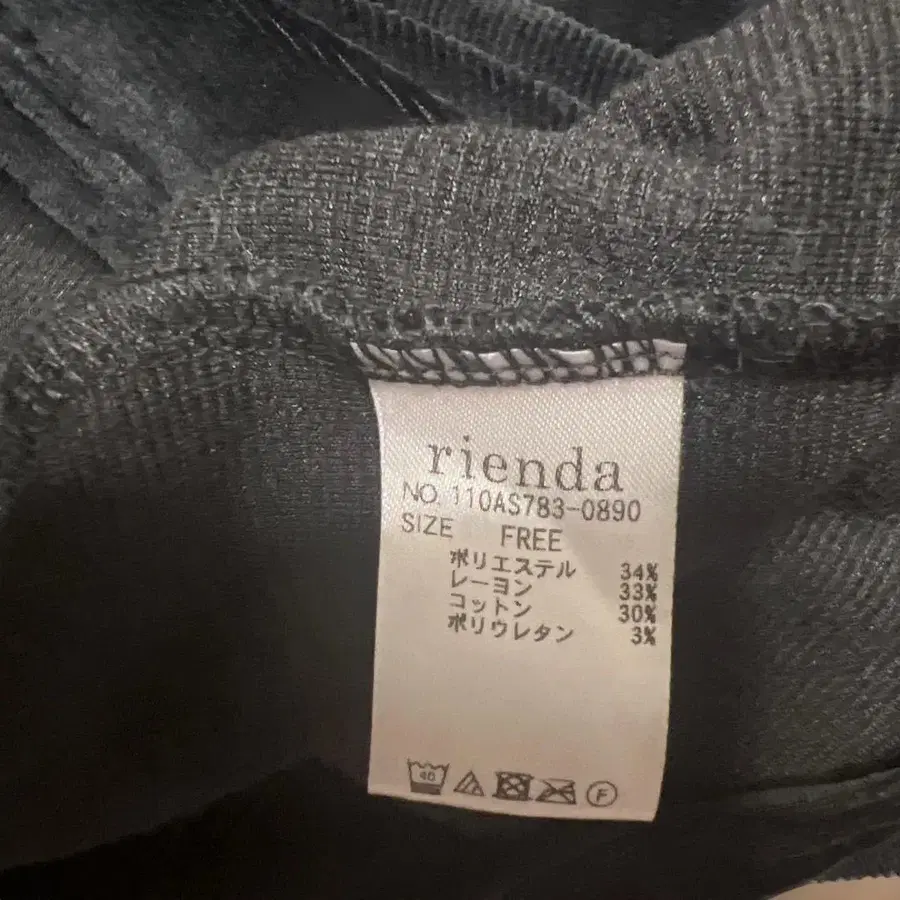 rienda
NO. 110AS783-0890
SIZE FREE
ポリエステル 34%
レーヨン 33%
コットン 30%
ポリウレタン 3%
40 F